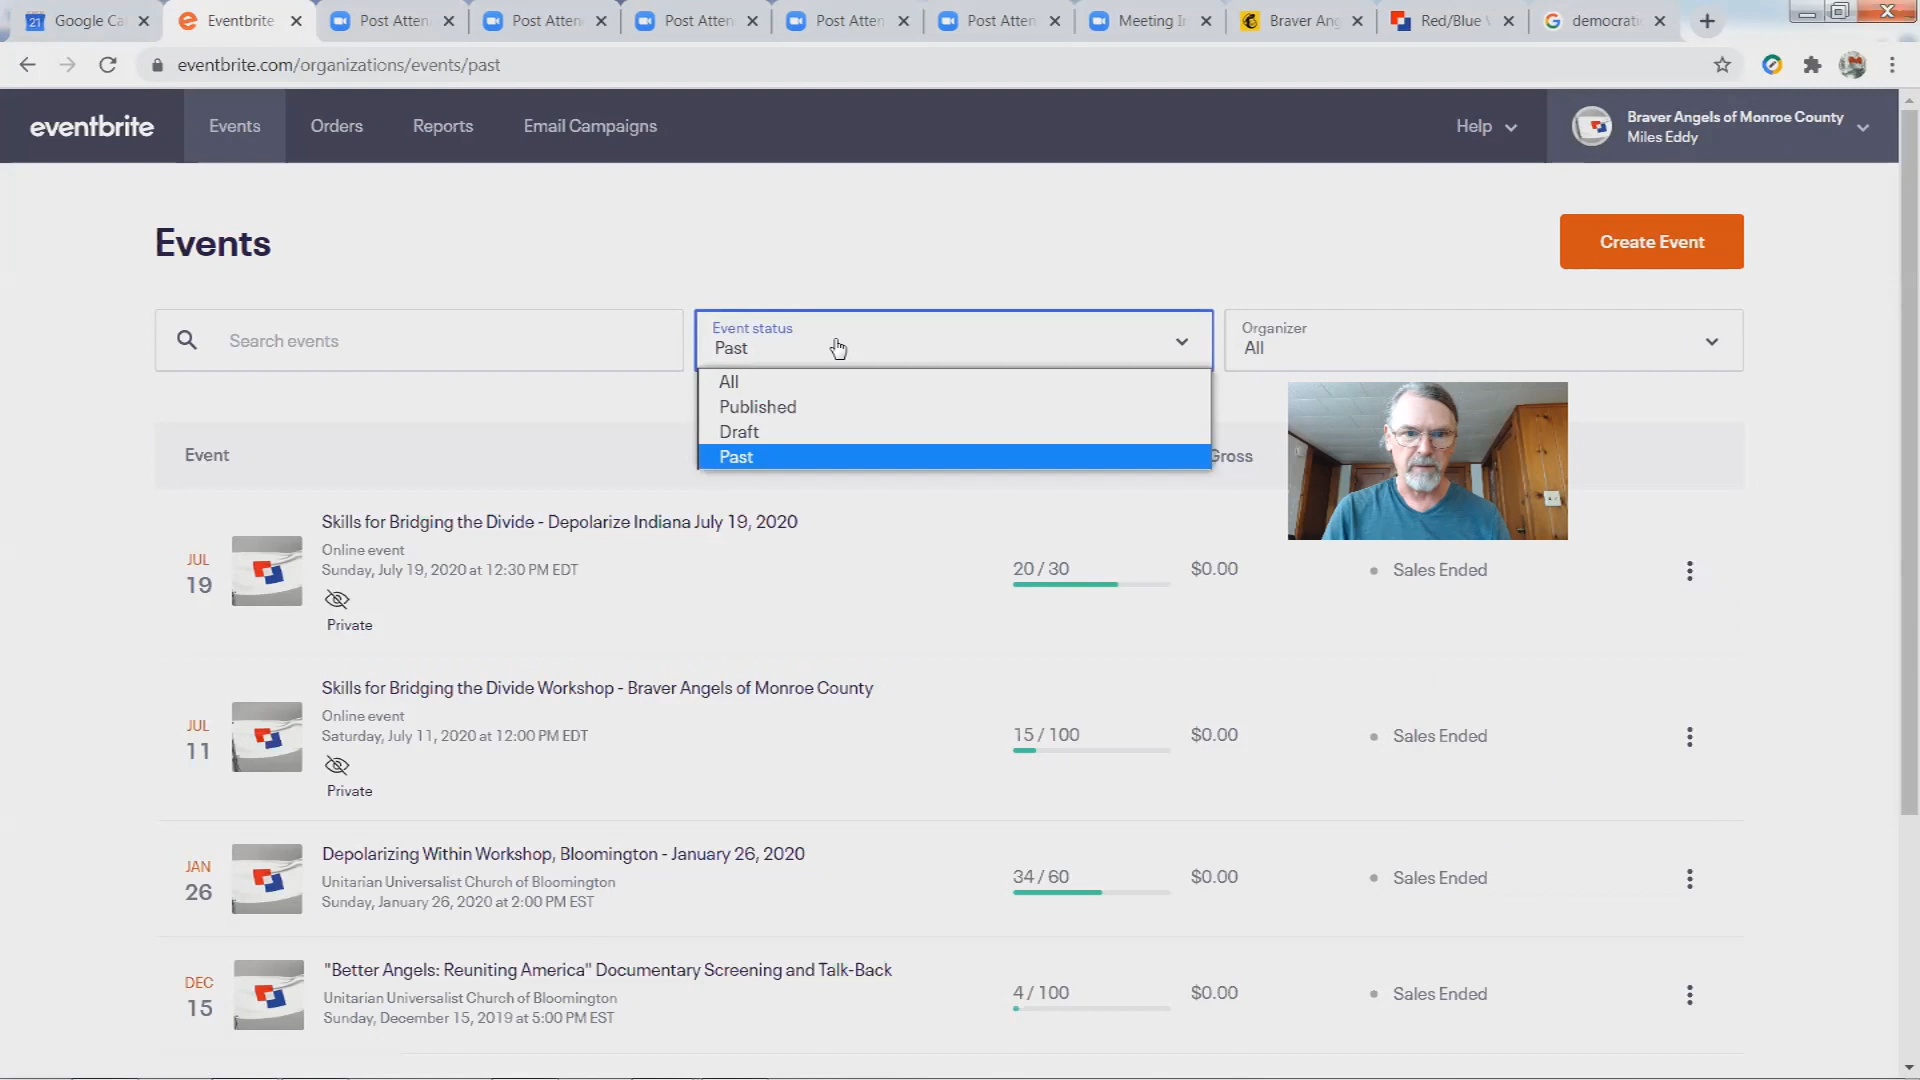 21 Google Ca
Eventbrite
Post Atten
Post Atten
Post Atten
Post Atten
Post Atten
Meeting I
Braver Ang
Red/Blue
democrati
eventbrite.com/organizations/events/past
eventbrite
Events
Orders
Reports
Email Campaigns
Help
Braver Angels of Monroe County
Miles Eddy
Events
Create Event
Search events
Event status
Past
Organizer
All
All
Published
Draft
Past
Event
Gross
JUL
19
Skills for Bridging the Divide - Depolarize Indiana July 19, 2020
Online event
Sunday, July 19, 2020 at 12:30 PM EDT
Private
20 / 30
$0.00
Sales Ended
JUL
11
Skills for Bridging the Divide Workshop - Braver Angels of Monroe County
Online event
Saturday, July 11, 2020 at 12:00 PM EDT
Private
15 / 100
$0.00
Sales Ended
JAN
26
Depolarizing Within Workshop, Bloomington - January 26, 2020
Unitarian Universalist Church of Bloomington
Sunday, January 26, 2020 at 2:00 PM EST
34 / 60
$0.00
Sales Ended
DEC
15
"Better Angels: Reuniting America" Documentary Screening and Talk-Back
Unitarian Universalist Church of Bloomington
Sunday, December 15, 2019 at 5:00 PM EST
4 / 100
$0.00
Sales Ended